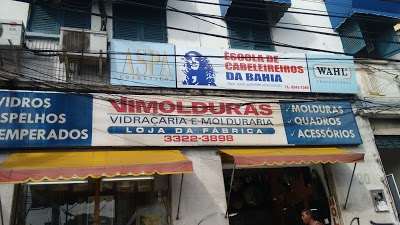 ASPA
ESCOLA DE
CABELEIREIROS
DA BAHIA
WAHL
VIDROS
ESPELHOS
TEMPERADOS
VIMOLDURAS
VIDRAÇARIA E MOLDURARIA
LOJA DA FÁBRICA
3322-3898
MOLDURAS
QUADROS
ACESSÓRIOS